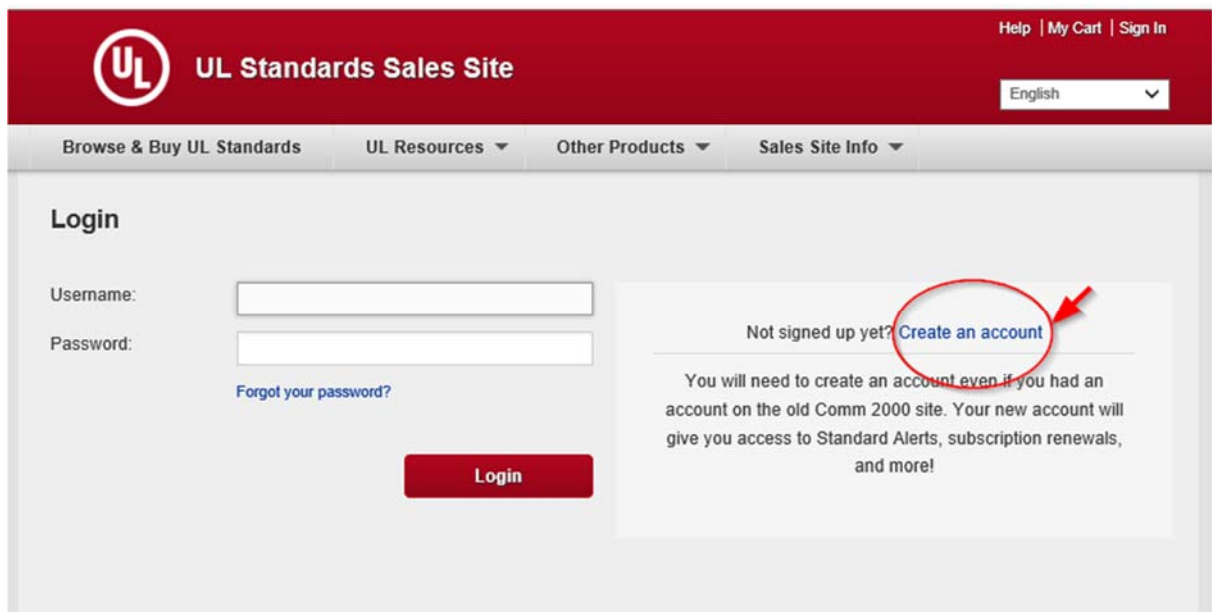 Help | My Cart | Sign In
UL
UL Standards Sales Site
English
Browse & Buy UL Standards UL Resources Other Products Sales Site Info
Login
Username:
Password:
Forgot your password?
Login
Not signed up yet? Create an account
You will need to create an account even if you had an
account on the old Comm 2000 site. Your new account will
give you access to Standard Alerts, subscription renewals,
and more!